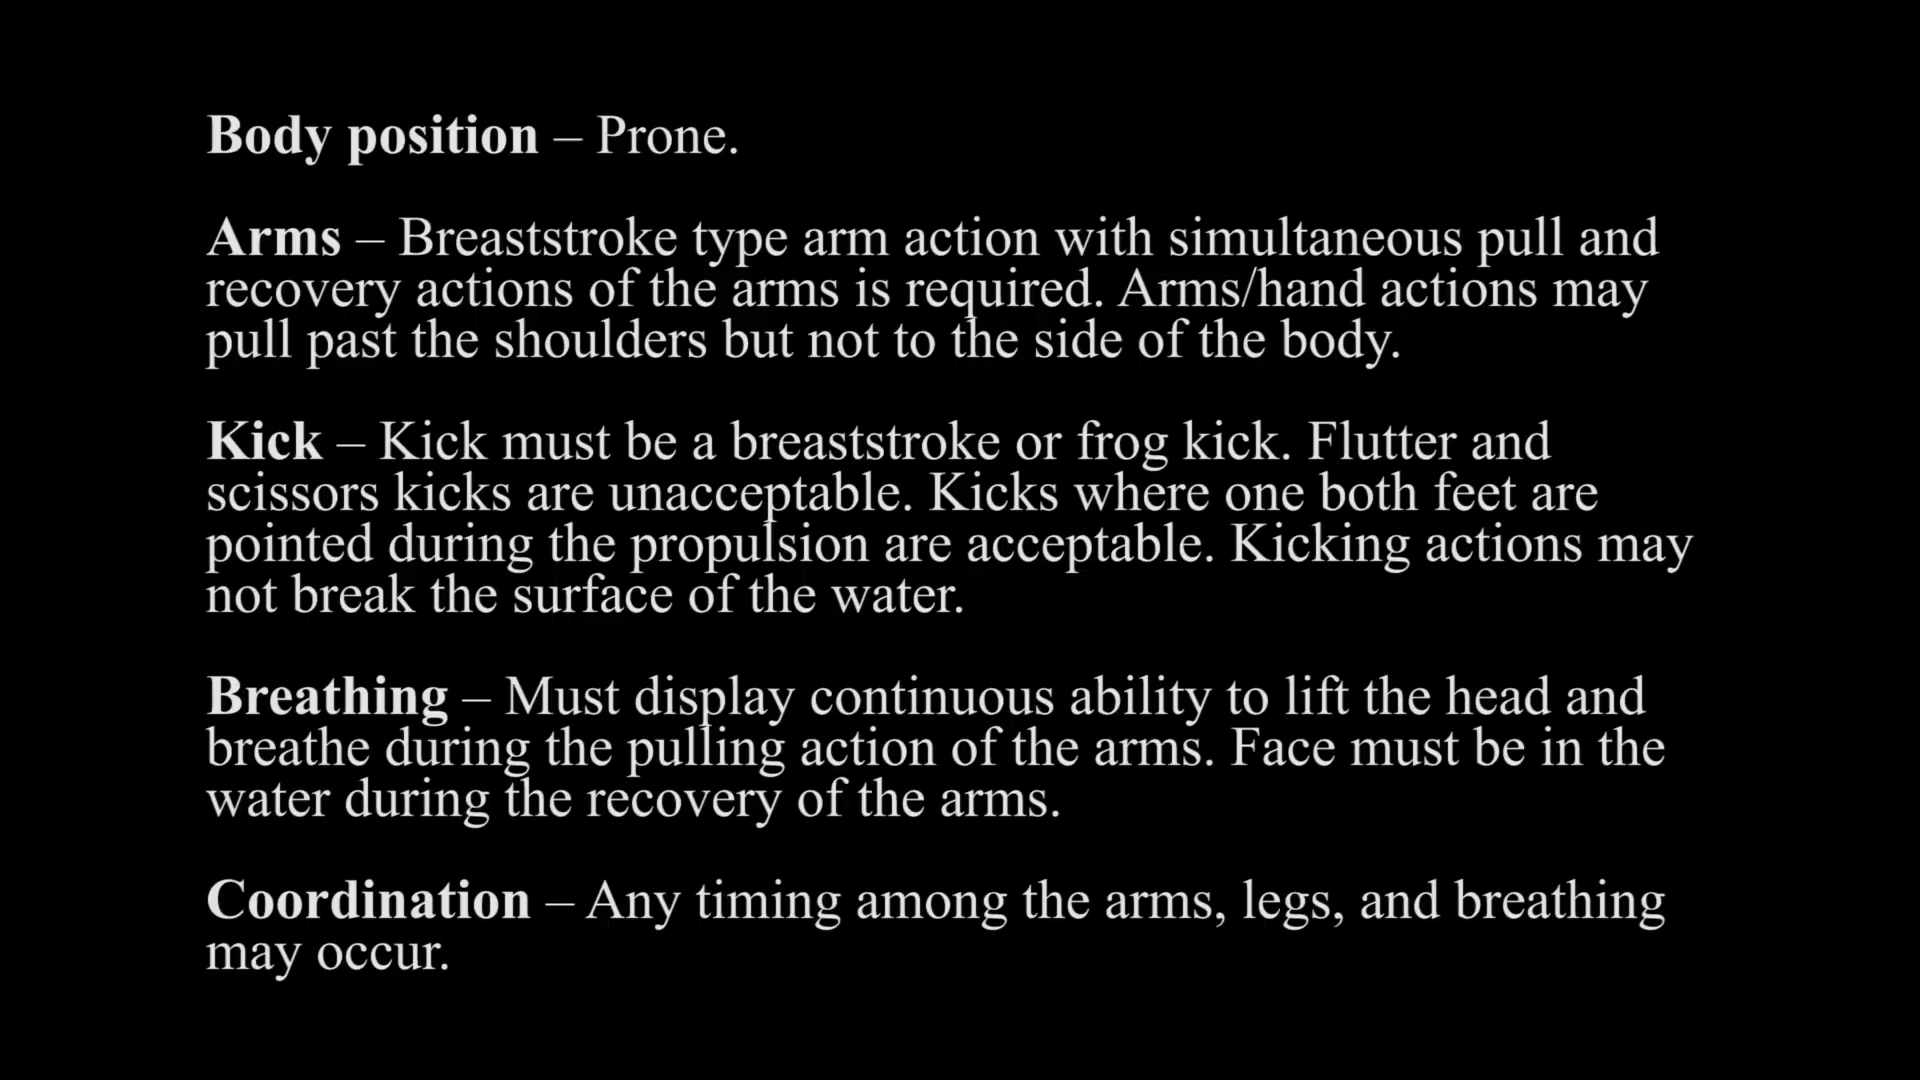 Body position – Prone.
Arms – Breaststroke type arm action with simultaneous pull and
recovery actions of the arms is required. Arms/hand actions may
pull past the shoulders but not to the side of the body.
Kick – Kick must be a breaststroke or frog kick. Flutter and
scissors kicks are unacceptable. Kicks where one both feet are
pointed during the propulsion are acceptable. Kicking actions may
not break the surface of the water.
Breathing – Must display continuous ability to lift the head and
breathe during the pulling action of the arms. Face must be in the
water during the recovery of the arms.
Coordination – Any timing among the arms, legs, and breathing
may occur.